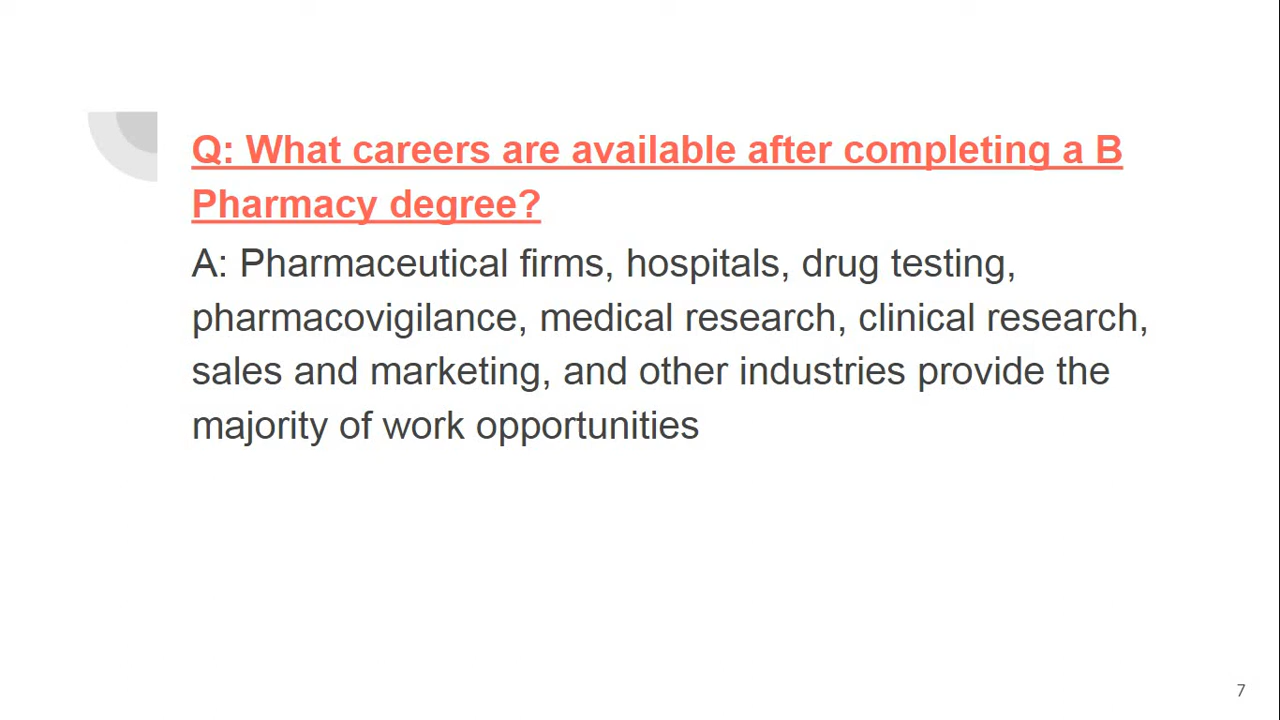 Q: What careers are available after completing a B
Pharmacy degree?
A: Pharmaceutical firms, hospitals, drug testing,
pharmacovigilance, medical research, clinical research,
sales and marketing, and other industries provide the
majority of work opportunities
7